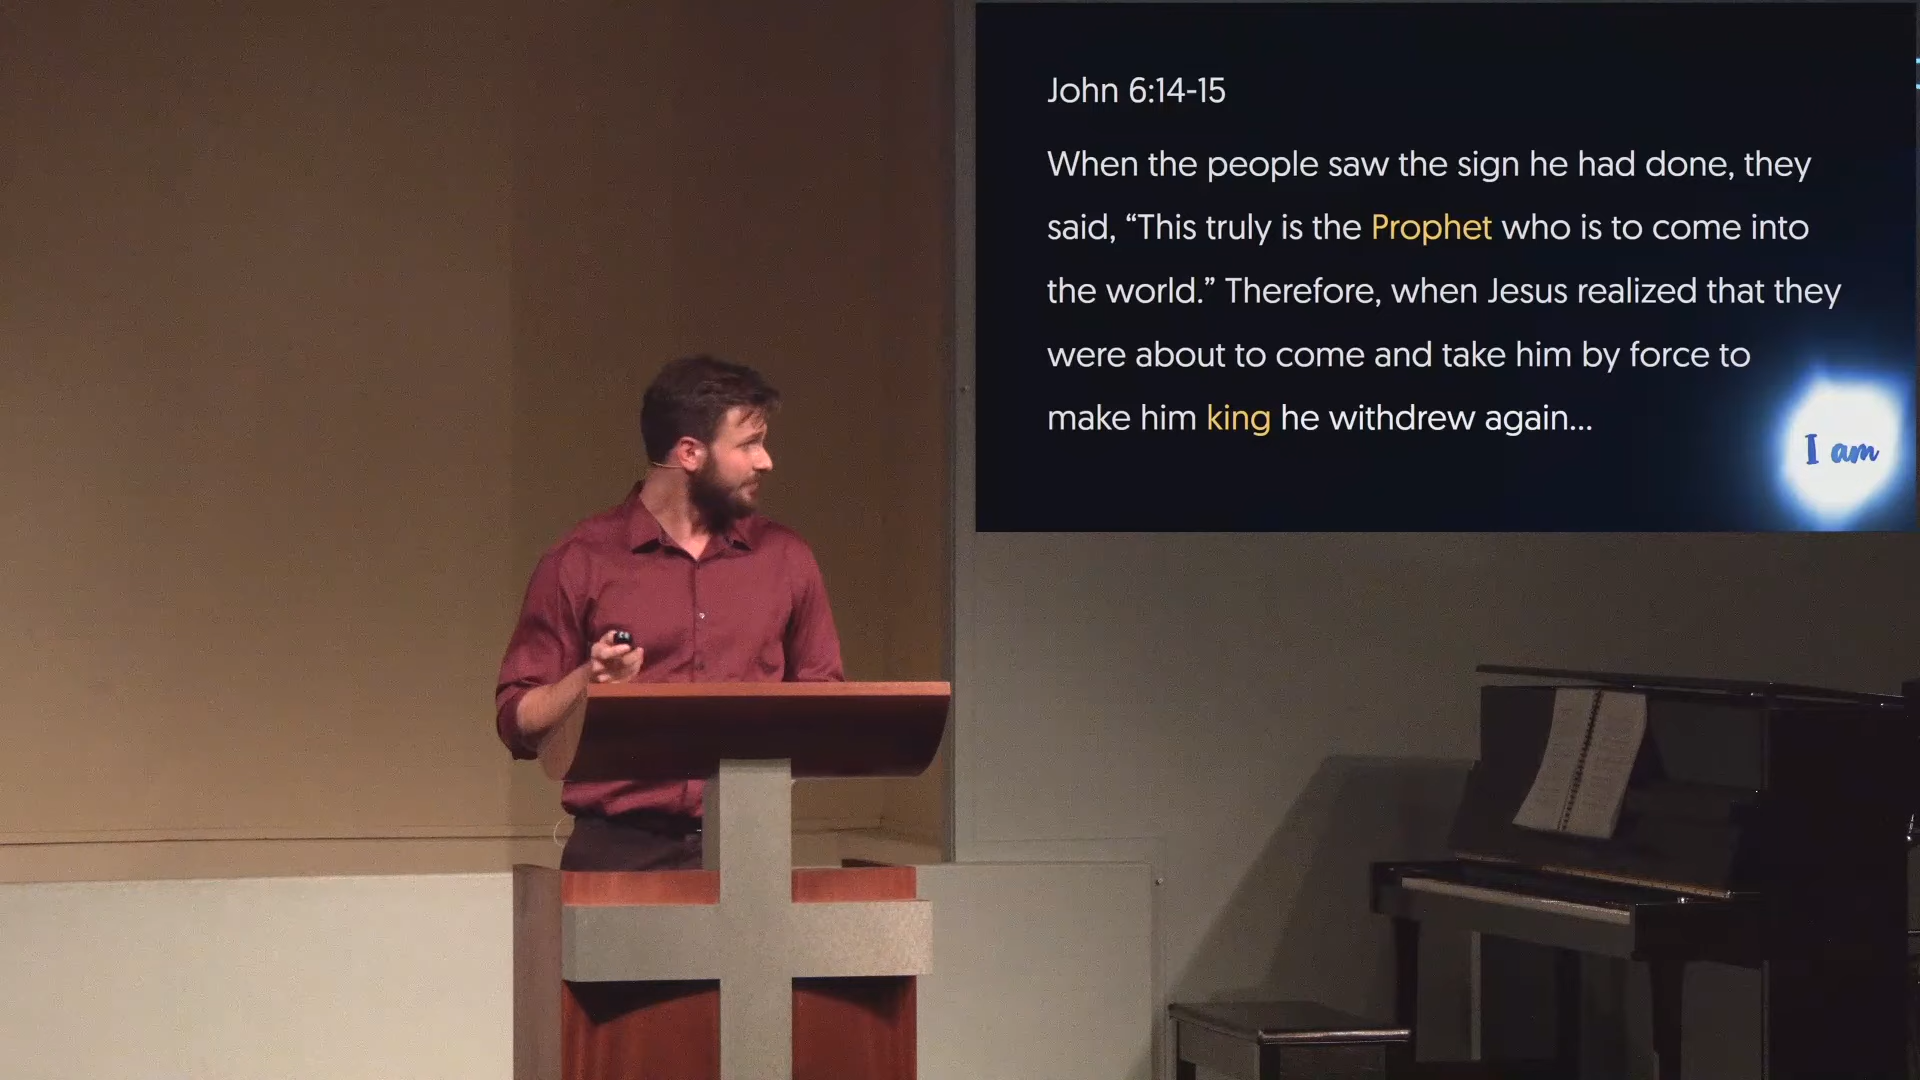 John 6:14-15
When the people saw the sign he had done, they
said, “This truly is the Prophet who is to come into
the world.” Therefore, when Jesus realized that they
were about to come and take him by force to
make him king he withdrew again...
I am